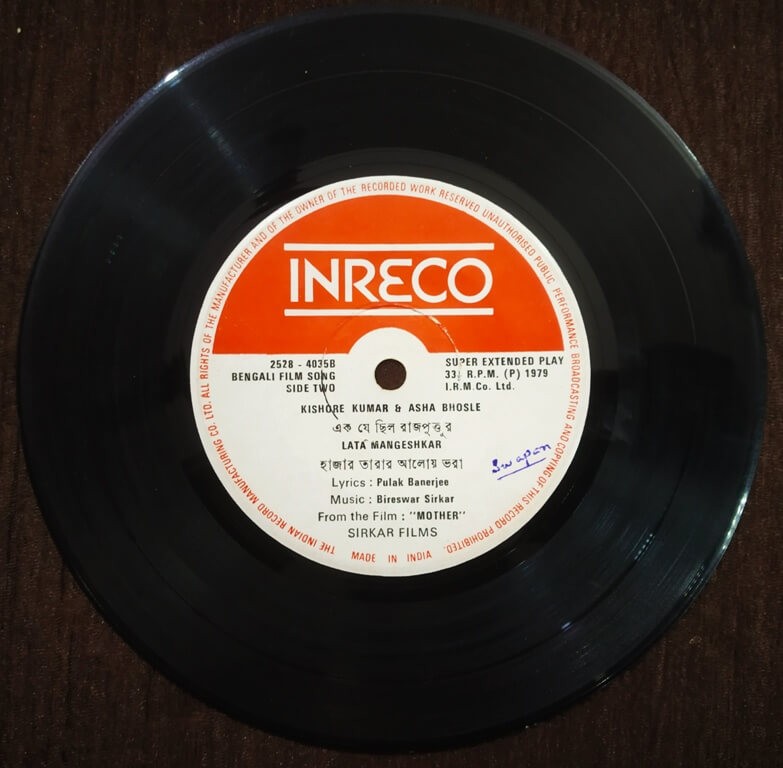 THE INDIAN RECORD MANUFACTURING CO. LTD. ALL RIGHTS OF THE MANUFACTURER AND OF THE OWNER OF THE RECORDED WORK RESERVED UNAUTHORISED PUBLIC PERFORMANCE BROADCASTING AND COPYING OF THIS RECORD PROHIBITED.
INRECO
2528 - 4035B
BENGALI FILM SONG
SIDE TWO
SUPER EXTENDED PLAY
33⅓ R.P.M. (P) 1979
I.R.M.Co. Ltd.
KISHORE KUMAR & ASHA BHOSLE
এক যে ছিল রাজপুত্তুর
LATA MANGESHKAR
হাজার তারার আলোয় ভরা
Swapan
Lyrics : Pulak Banerjee
Music : Bireswar Sirkar
From the Film : "MOTHER"
SIRKAR FILMS
MADE IN INDIA